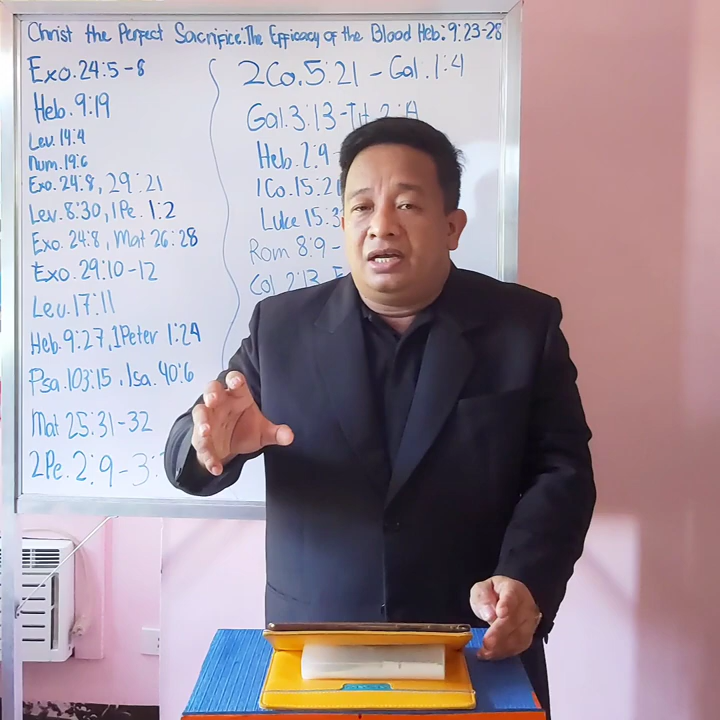 Christ the Perfect Sacrifice: The Efficacy of the Blood Heb: 9:23-28
Exo. 24:5-8
Heb. 9:19
Lev. 14:4
Num. 19:6
Exo. 24:8, 29:21
Lev. 8:30, 1Pe. 1:2
Exo. 24:8, Mat 26:28
Exo. 29:10-12
Lev. 17:11
Heb. 9:27, 1Peter 1:24
Psa. 103:15, Isa. 40:6
Mat 25:31-32
2Pe. 2:9-3:
2Co. 5:21 - Gal. 1:4
Gal. 3:13 - Tit. 2:14
Heb. 2:9 -
1Co. 15:2
Luke 15:3
Rom 8:9 -
Col. 2:13